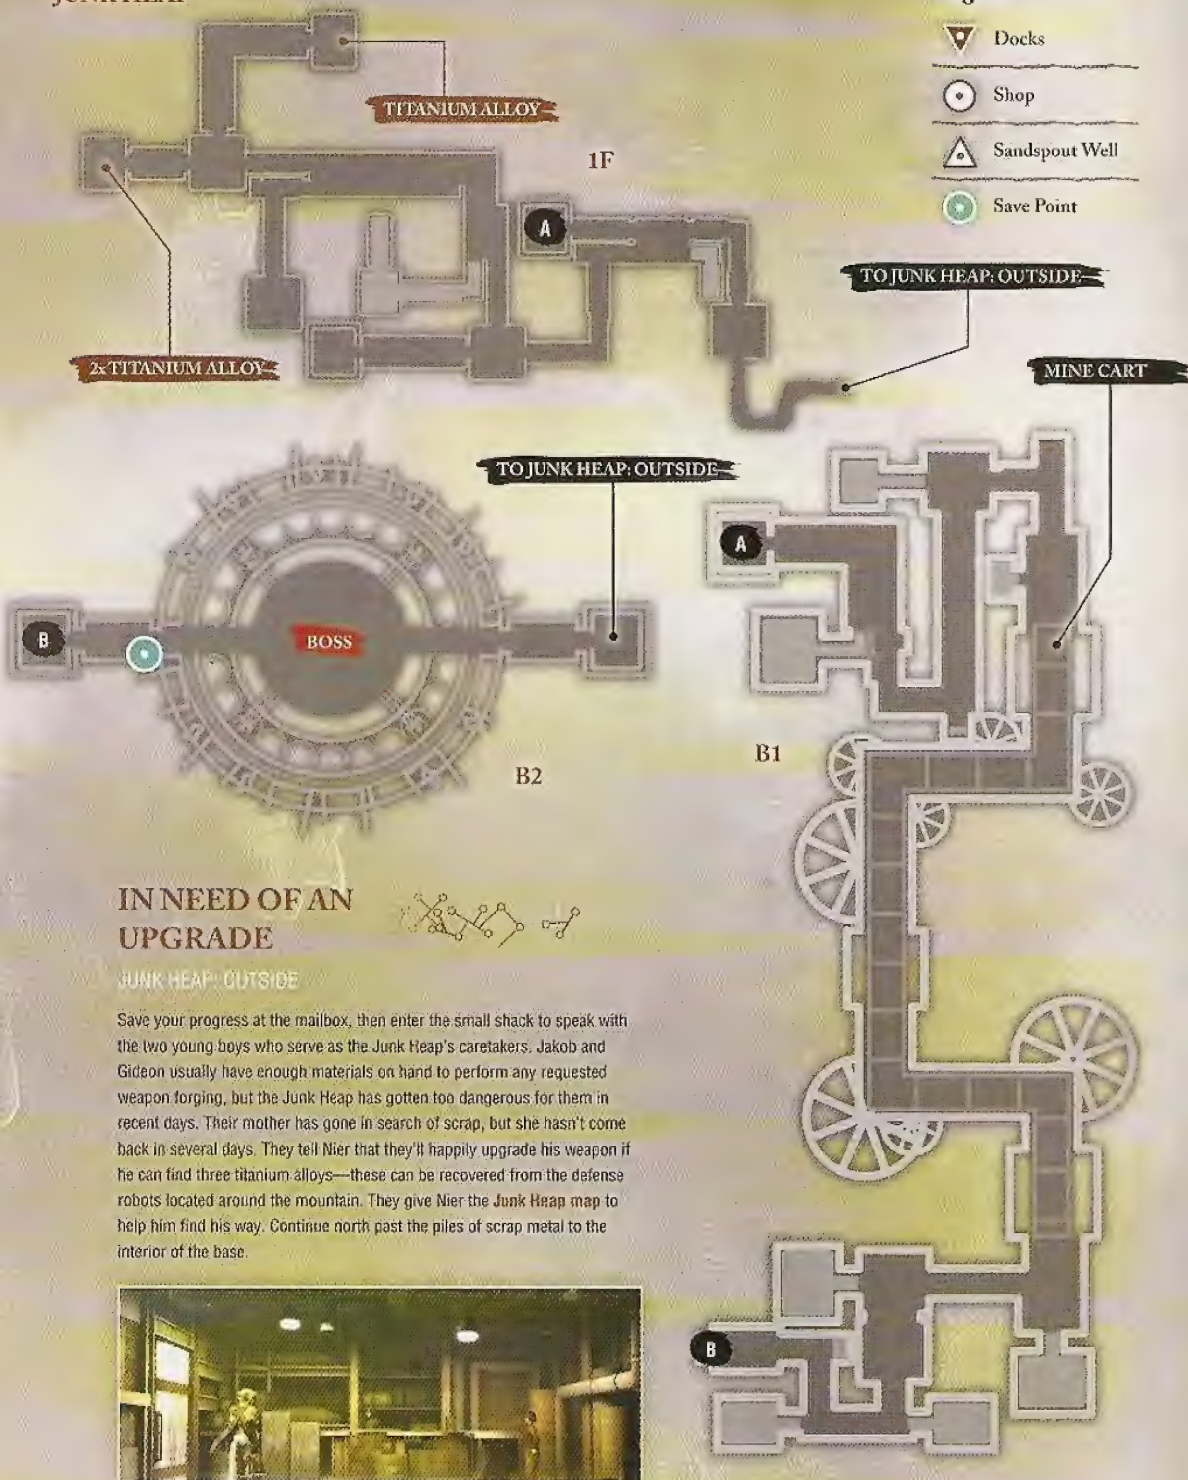 Docks
Shop
Sandspout Well
Save Point
TITANIUM ALLOY
1F
A
TO JUNK HEAP: OUTSIDE
2x TITANIUM ALLOY
MINE CART
TO JUNK HEAP: OUTSIDE
A
B
BOSS
B2
B1
IN NEED OF AN
UPGRADE
JUNK HEAP: OUTSIDE
Save your progress at the mailbox, then enter the small shack to speak with
the two young boys who serve as the Junk Heap's caretakers. Jakob and
Gideon usually have enough materials on hand to perform any requested
weapon forging, but the Junk Heap has gotten too dangerous for them in
recent days. Their mother has gone in search of scrap, but she hasn't come
back in several days. They tell Nier that they'll happily upgrade his weapon if
he can find three titanium alloys—these can be recovered from the defense
robots located around the mountain. They give Nier the Junk Heap map to
help him find his way. Continue north past the piles of scrap metal to the
interior of the base.
B